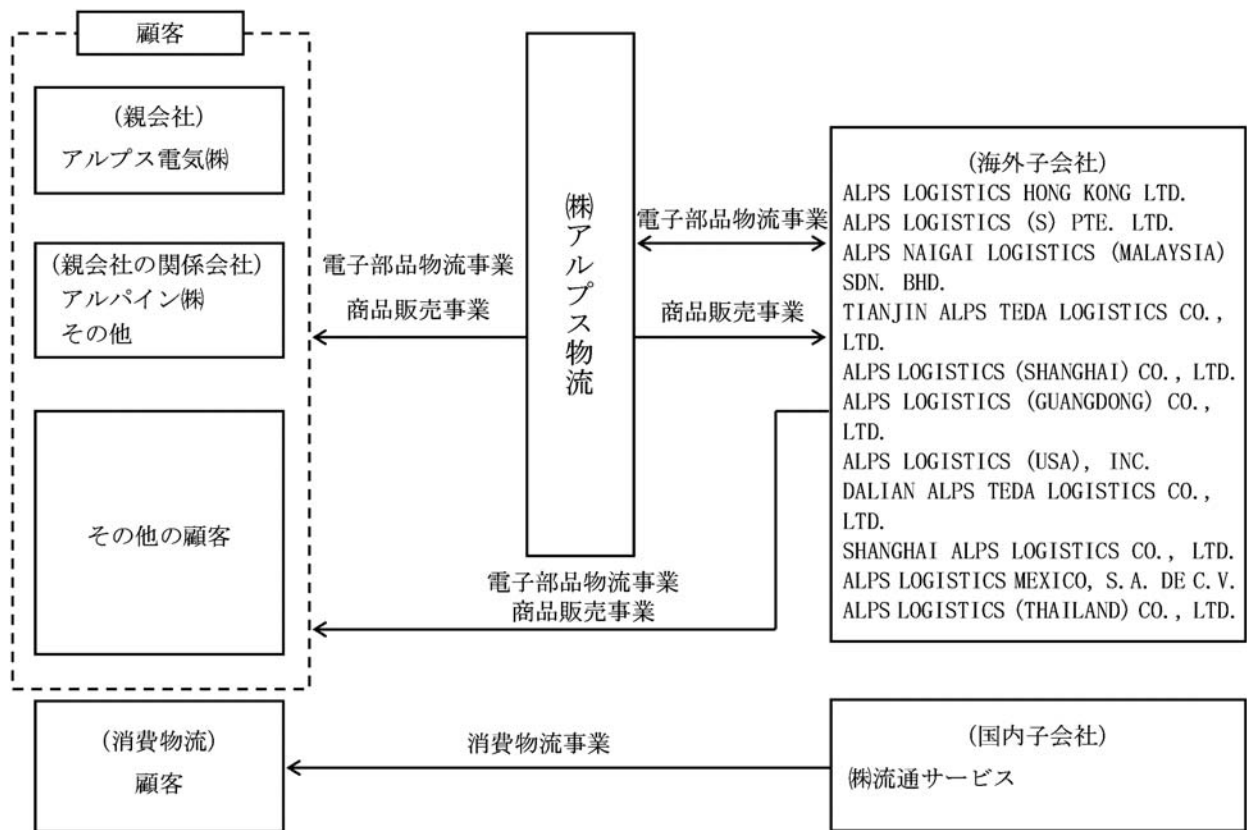 顧客
(親会社)
アルプス電気㈱
(親会社の関係会社)
アルパイン㈱
その他
その他の顧客
電子部品物流事業
商品販売事業
㈱アルプス物流
電子部品物流事業
商品販売事業
(海外子会社)
ALPS LOGISTICS HONG KONG LTD.
ALPS LOGISTICS (S) PTE. LTD.
ALPS NAIGAI LOGISTICS (MALAYSIA)
SDN. BHD.
TIANJIN ALPS TEDA LOGISTICS CO.,
LTD.
ALPS LOGISTICS (SHANGHAI) CO., LTD.
ALPS LOGISTICS (GUANGDONG) CO.,
LTD.
ALPS LOGISTICS (USA), INC.
DALIAN ALPS TEDA LOGISTICS CO.,
LTD.
SHANGHAI ALPS LOGISTICS CO., LTD.
ALPS LOGISTICS MEXICO, S.A. DE C.V.
ALPS LOGISTICS (THAILAND) CO., LTD.
電子部品物流事業
商品販売事業
(消費物流)
顧客
消費物流事業
(国内子会社)
㈱流通サービス